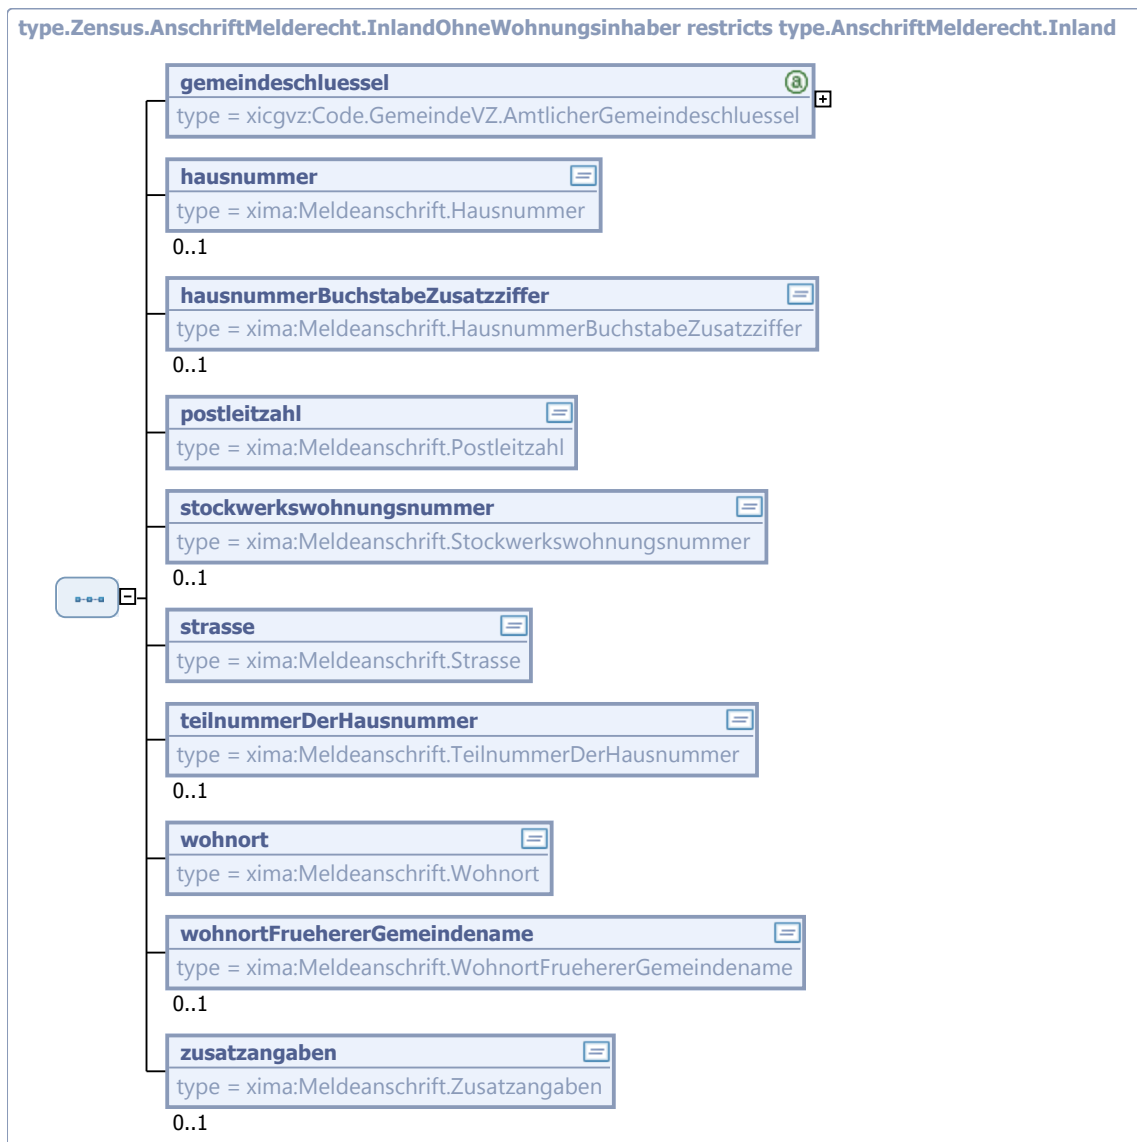 type.Zensus.AnschriftMelderecht.InlandOhneWohnungsinhaber restricts type.AnschriftMelderecht.Inland
gemeindeschluessel
type = xicgvz:Code.GemeindeVZ.AmtlicherGemeindeschluessel
hausnummer
type = xima:Meldeanschrift.Hausnummer
0..1
hausnummerBuchstabeZusatzziffer
type = xima:Meldeanschrift.HausnummerBuchstabeZusatzziffer
0..1
postleitzahl
type = xima:Meldeanschrift.Postleitzahl
stockwerkswohnungsnummer
type = xima:Meldeanschrift.Stockwerkswohnungsnummer
0..1
strasse
type = xima:Meldeanschrift.Strasse
teilnummerDerHausnummer
type = xima:Meldeanschrift.TeilnummerDerHausnummer
0..1
wohnort
type = xima:Meldeanschrift.Wohnort
wohnortFruehererGemeindename
type = xima:Meldeanschrift.WohnortFruehererGemeindename
0..1
zusatzangaben
type = xima:Meldeanschrift.Zusatzangaben
0..1